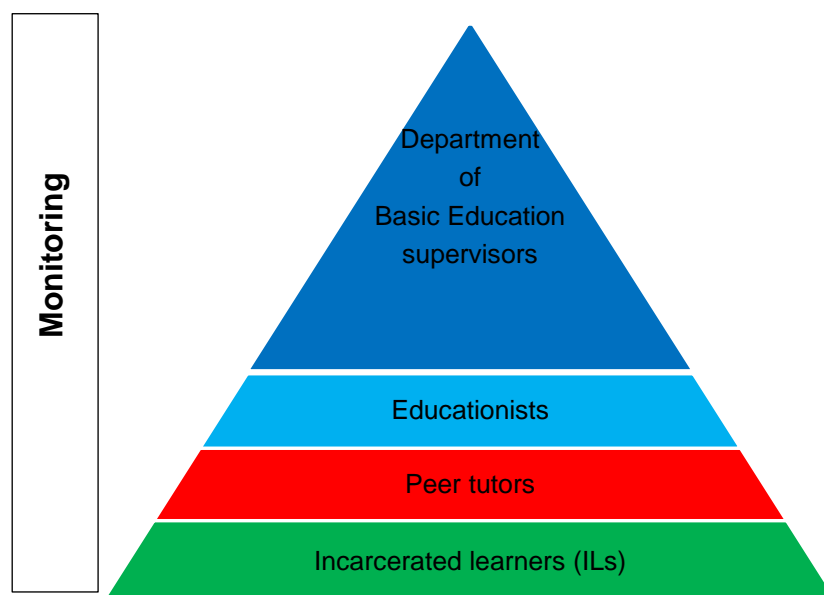 Monitoring
Department
of
Basic Education
supervisors
Educationists
Peer tutors
Incarcerated learners (ILs)